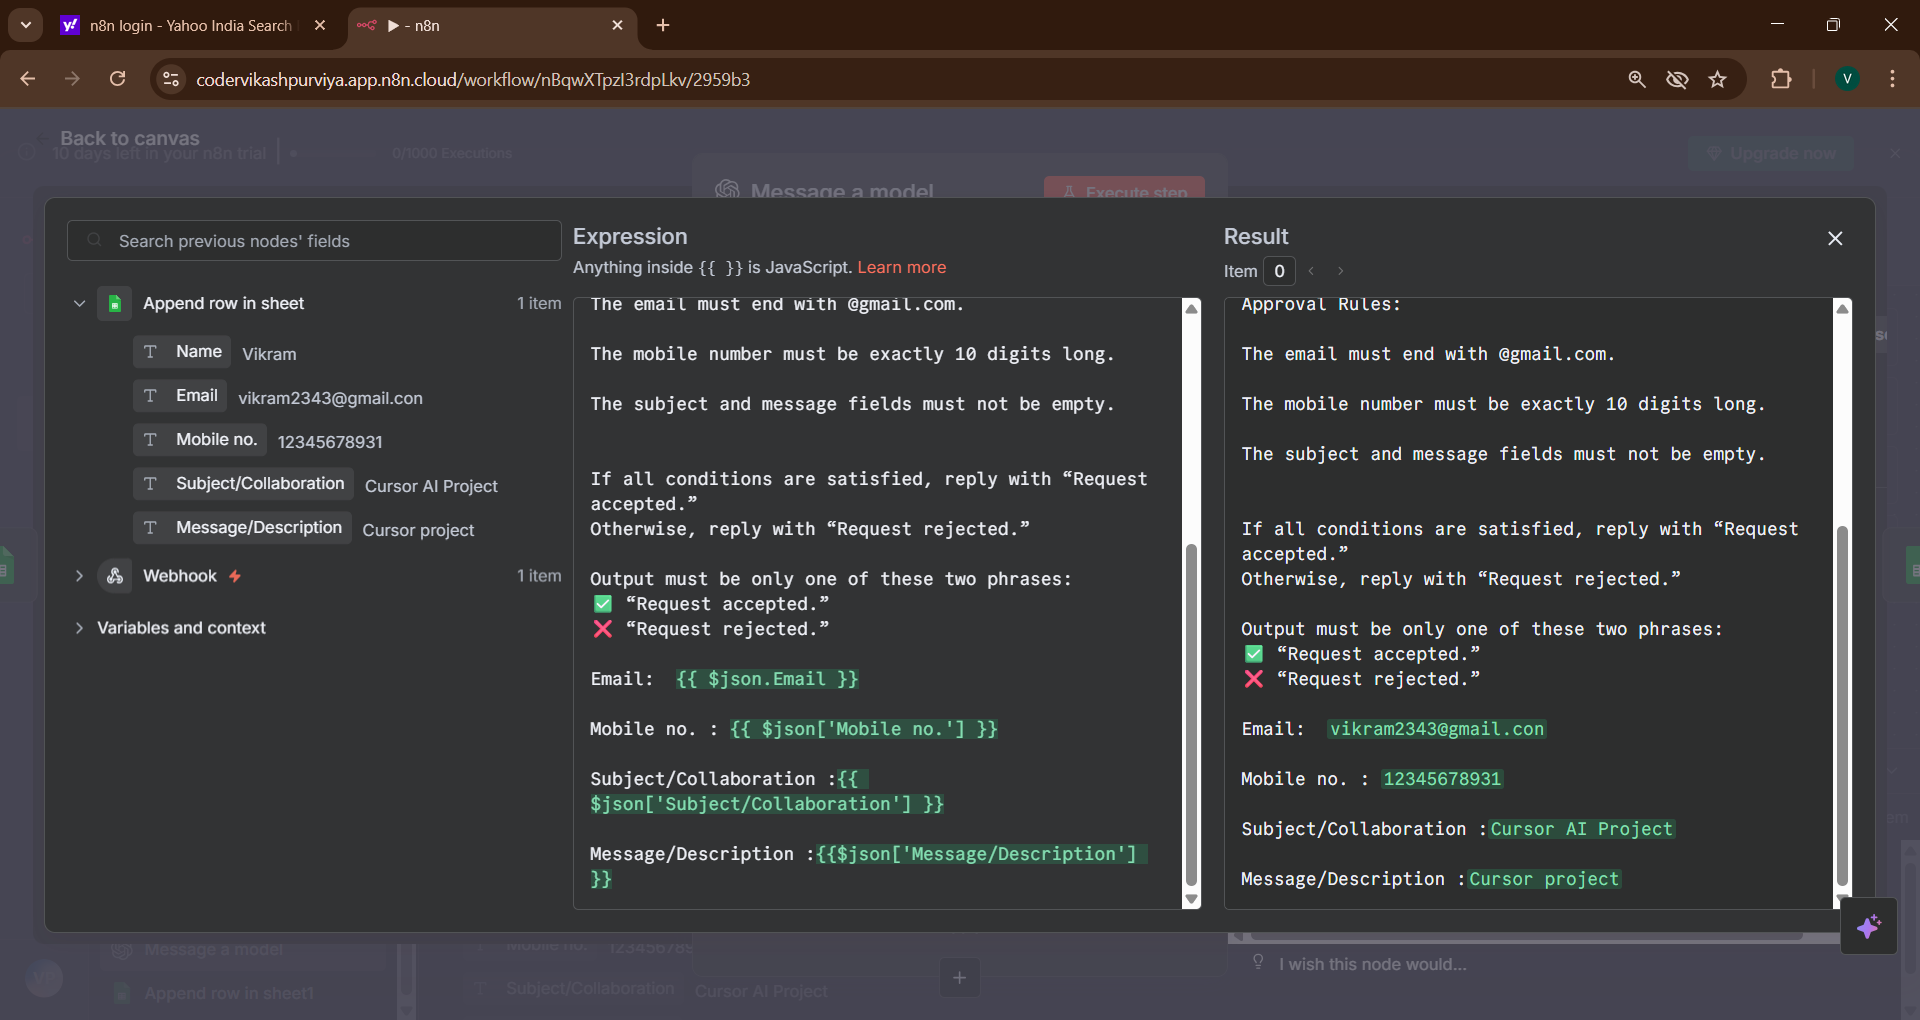 n8n login - Yahoo India Search
▶ - n8n
codervikashpurviya.app.n8n.cloud/workflow/nBqwXTpzI3rdpLkv/2959b3
V
Back to canvas
10 days left in your n8n trial
0/1000 Executions
Upgrade now
Message a model
Execute step
Search previous nodes' fields
Append row in sheet
1 item
T Name Vikram
T Email vikram2343@gmail.con
T Mobile no. 12345678931
T Subject/Collaboration Cursor AI Project
T Message/Description Cursor project
Webhook
1 item
Variables and context
Expression
Anything inside {{ }} is JavaScript. Learn more
The email must end with @gmail.com.
The mobile number must be exactly 10 digits long.
The subject and message fields must not be empty.
If all conditions are satisfied, reply with “Request
accepted.”
Otherwise, reply with “Request rejected.”
Output must be only one of these two phrases:
✅ “Request accepted.”
❌ “Request rejected.”
Email: {{ $json.Email }}
Mobile no. : {{ $json['Mobile no.'] }}
Subject/Collaboration :{{
$json['Subject/Collaboration'] }}
Message/Description :{{$json['Message/Description']
}}
Result
Item 0
Approval Rules:
The email must end with @gmail.com.
The mobile number must be exactly 10 digits long.
The subject and message fields must not be empty.
If all conditions are satisfied, reply with “Request
accepted.”
Otherwise, reply with “Request rejected.”
Output must be only one of these two phrases:
✅ “Request accepted.”
❌ “Request rejected.”
Email: vikram2343@gmail.con
Mobile no. : 12345678931
Subject/Collaboration :Cursor AI Project
Message/Description :Cursor project
Message a model
Append row in sheet1
Mobile no.
T Subject/Collaboration Cursor AI Project
I wish this node would...